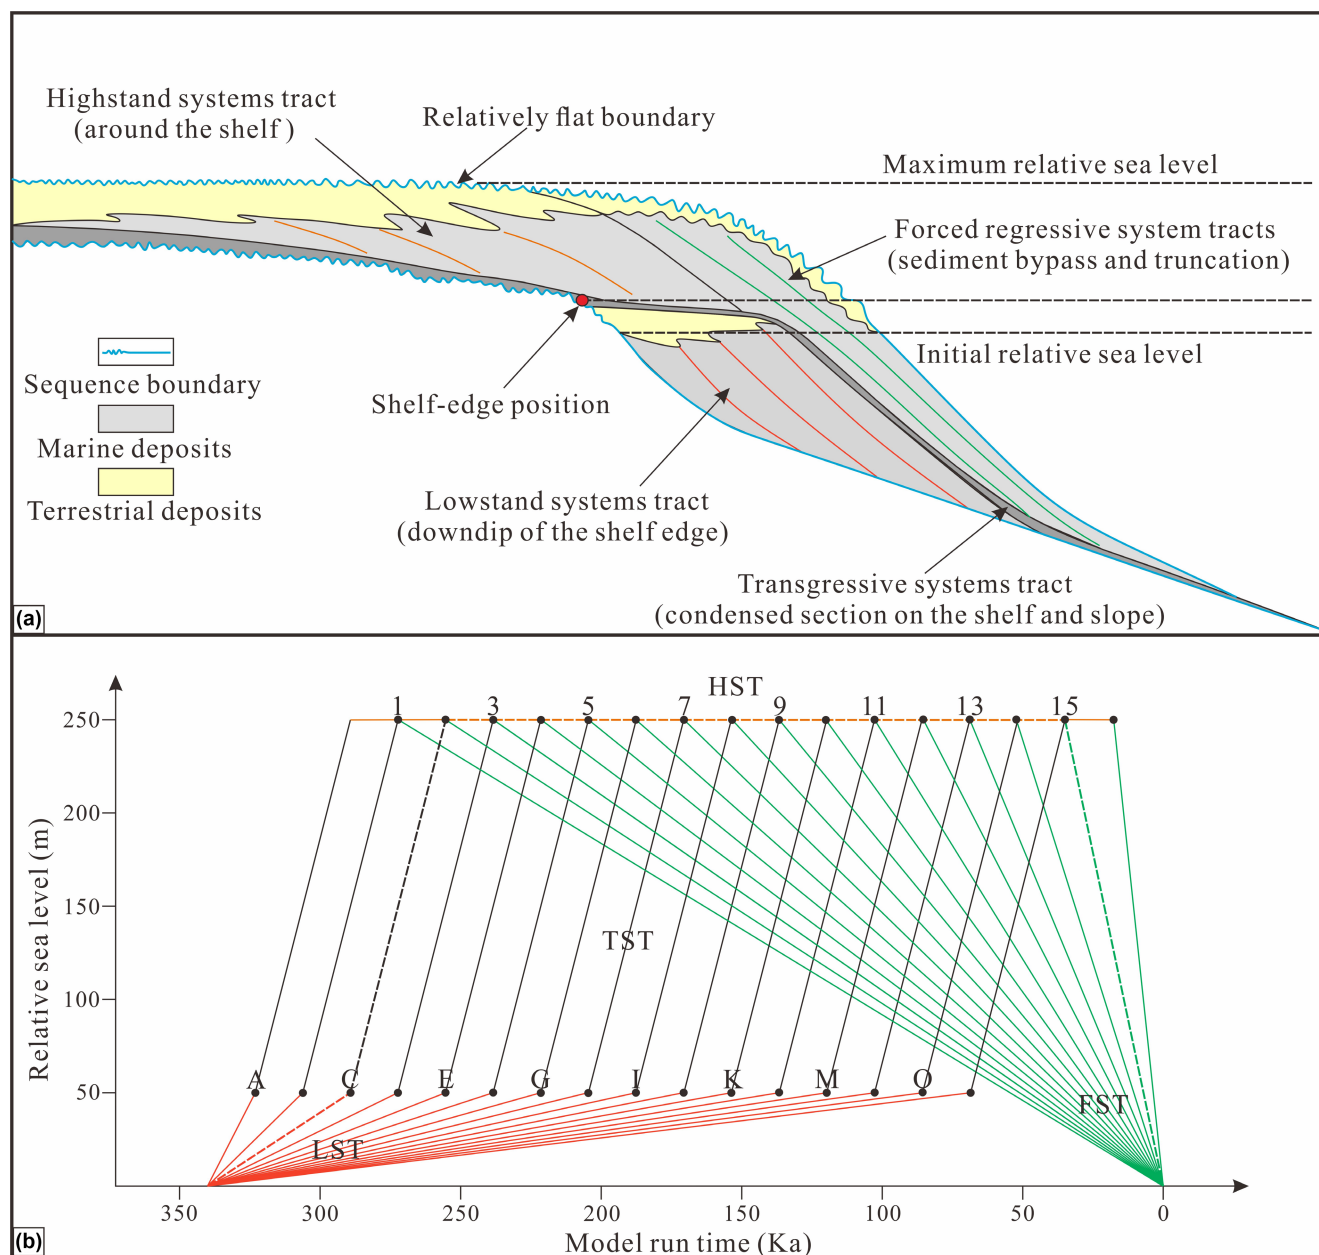 Highstand systems tract
(around the shelf )
Relatively flat boundary
Maximum relative sea level
Forced regressive system tracts
(sediment bypass and truncation)
Initial relative sea level
Sequence boundary
Shelf-edge position
Marine deposits
Terrestrial deposits
Lowstand systems tract
(downdip of the shelf edge)
Transgressive systems tract
(condensed section on the shelf and slope)
(a)
HST
1 3 5 7 9 11 13 15
250
200
150
100
50
Relative sea level (m)
TST
A C E G I K M O
FST
LST
350 300 250 200 150 100 50 0
Model run time (Ka)
(b)